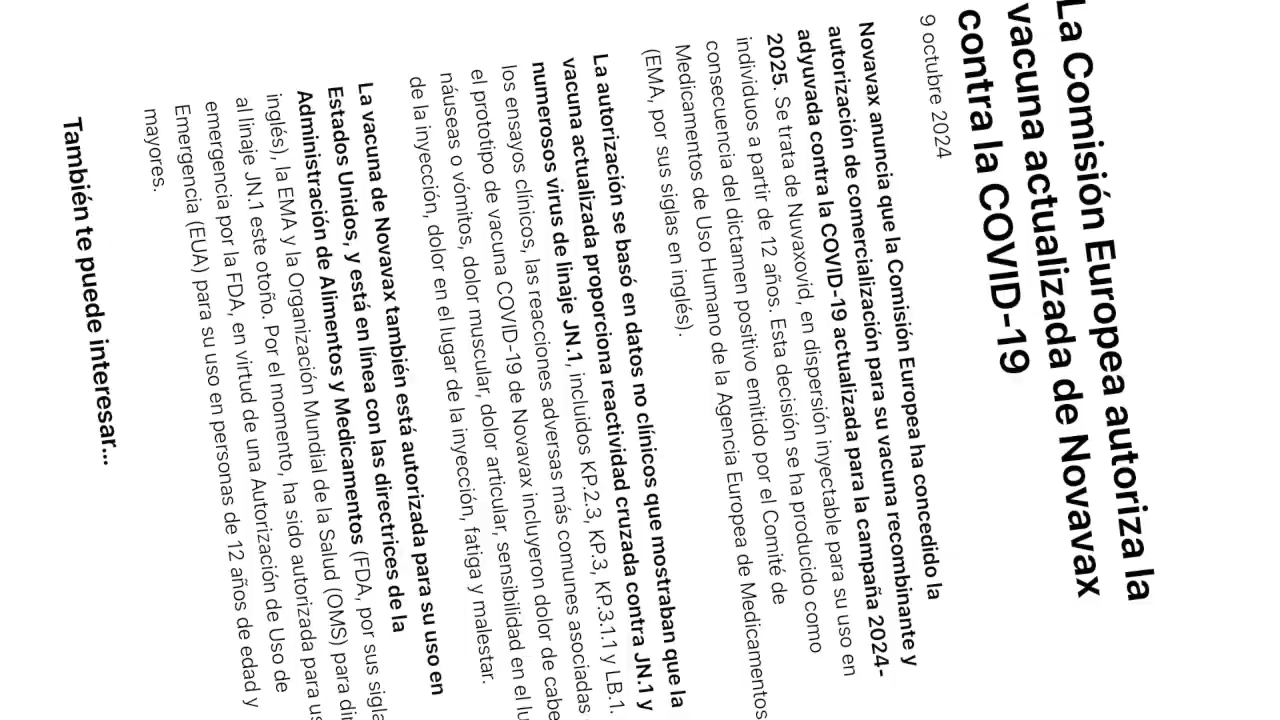 La Comisión Europea autoriza la
vacuna actualizada de Novavax
contra la COVID-19
9 octubre 2024
Novavax anuncia que la Comisión Europea ha concedido la
autorización de comercialización para su vacuna recombinante y
adyuvada contra la COVID-19 actualizada para la campaña 2024-
2025. Se trata de Nuvaxovid, en dispersión inyectable para su uso en
individuos a partir de 12 años. Esta decisión se ha producido como
consecuencia del dictamen positivo emitido por el Comité de
Medicamentos de Uso Humano de la Agencia Europea de Medicamentos
(EMA, por sus siglas en inglés).
La autorización se basó en datos no clínicos que mostraban que la
vacuna actualizada proporciona reactividad cruzada contra JN.1 y
numerosos virus de linaje JN.1, incluidos KP.2.3, KP.3, KP.3.1.1 y LB.1.
los ensayos clínicos, las reacciones adversas más comunes asociadas
el prototipo de vacuna COVID-19 de Novavax incluyeron dolor de cabe
náuseas o vómitos, dolor muscular, dolor articular, sensibilidad en el lu
de la inyección, dolor en el lugar de la inyección, fatiga y malestar.
La vacuna de Novavax también está autorizada para su uso en
Estados Unidos, y está en línea con las directrices de la
Administración de Alimentos y Medicamentos (FDA, por sus sigla
inglés), la EMA y la Organización Mundial de la Salud (OMS) para dir
al linaje JN.1 este otoño. Por el momento, ha sido autorizada para us
emergencia por la FDA, en virtud de una Autorización de Uso de
Emergencia (EUA) para su uso en personas de 12 años de edad y
mayores.
También te puede interesar...